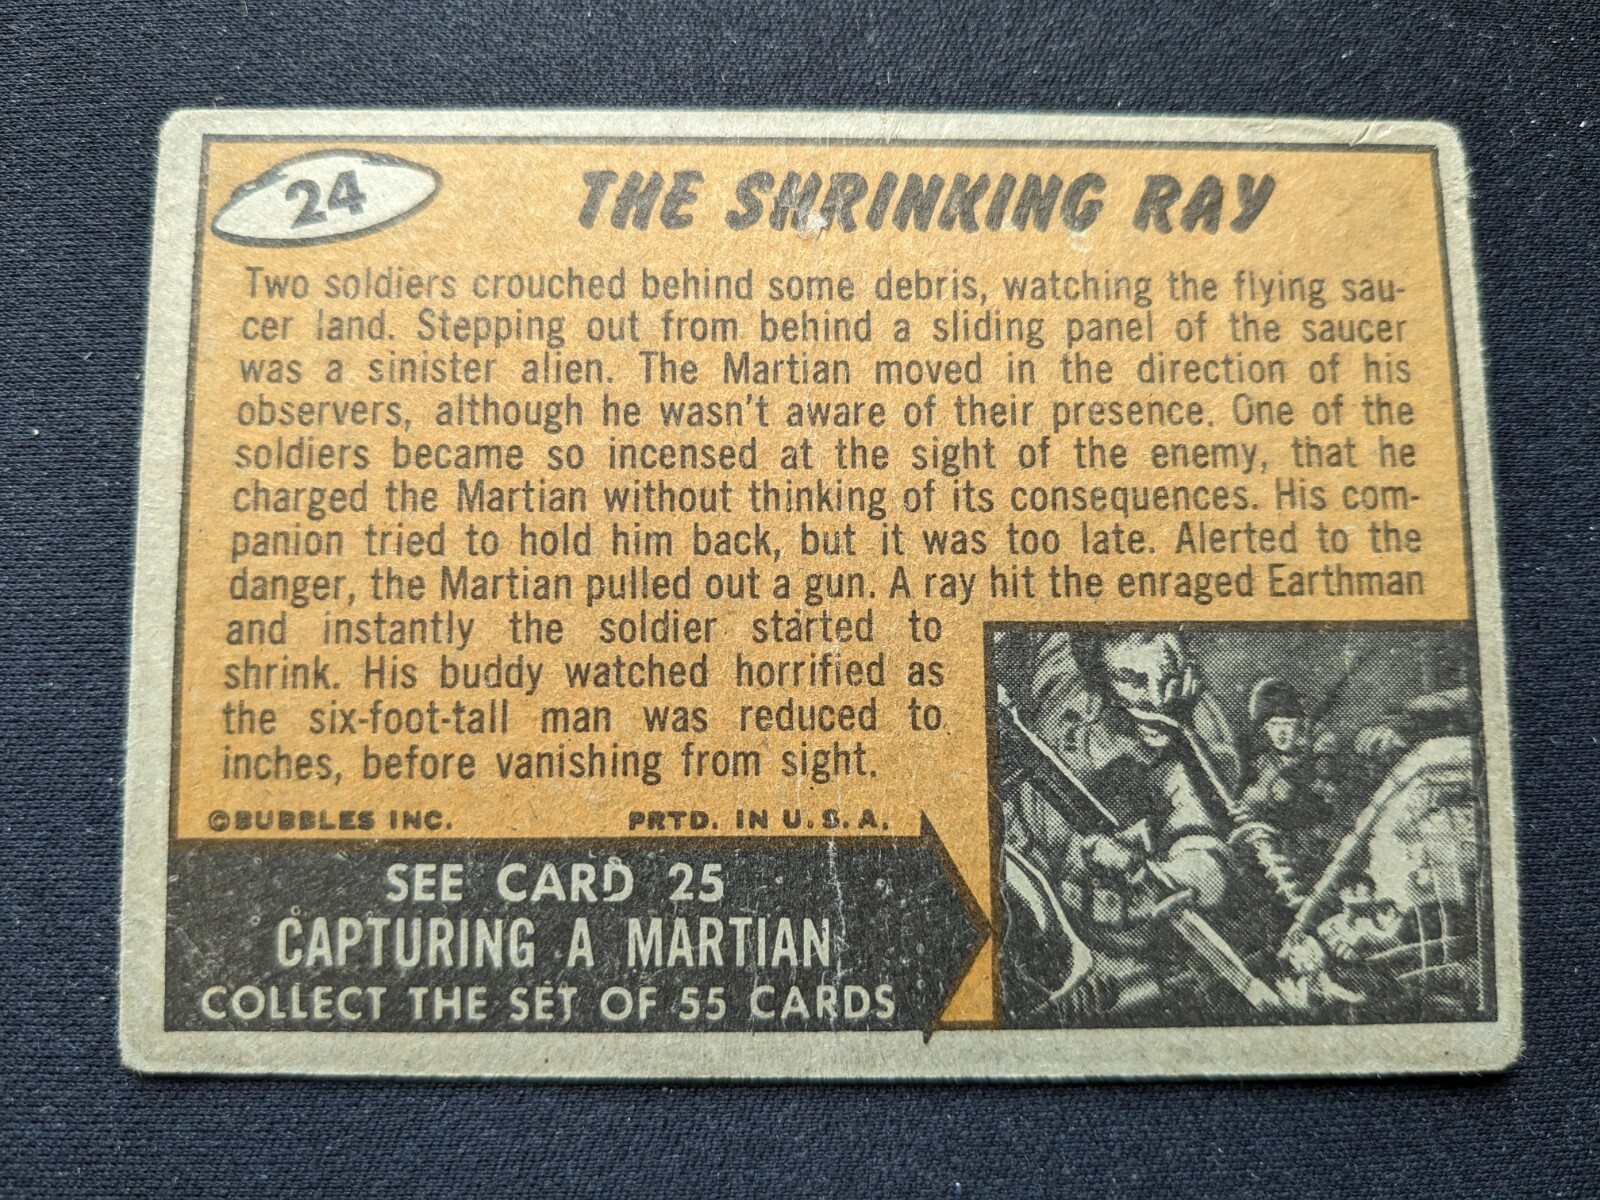 24
THE SHRINKING RAY
Two soldiers crouched behind some debris, watching the flying sau-
cer land. Stepping out from behind a sliding panel of the saucer
was a sinister alien. The Martian moved in the direction of his
observers, although he wasn't aware of their presence. One of the
soldiers became so incensed at the sight of the enemy, that he
charged the Martian without thinking of its consequences. His com-
panion tried to hold him back, but it was too late. Alerted to the
danger, the Martian pulled out a gun. A ray hit the enraged Earthman
and instantly the soldier started to
shrink. His buddy watched horrified as
the six-foot-tall man was reduced to
inches, before vanishing from sight.
©BUBBLES INC. PRTD. IN U.S.A.
SEE CARD 25
CAPTURING A MARTIAN
COLLECT THE SET OF 55 CARDS